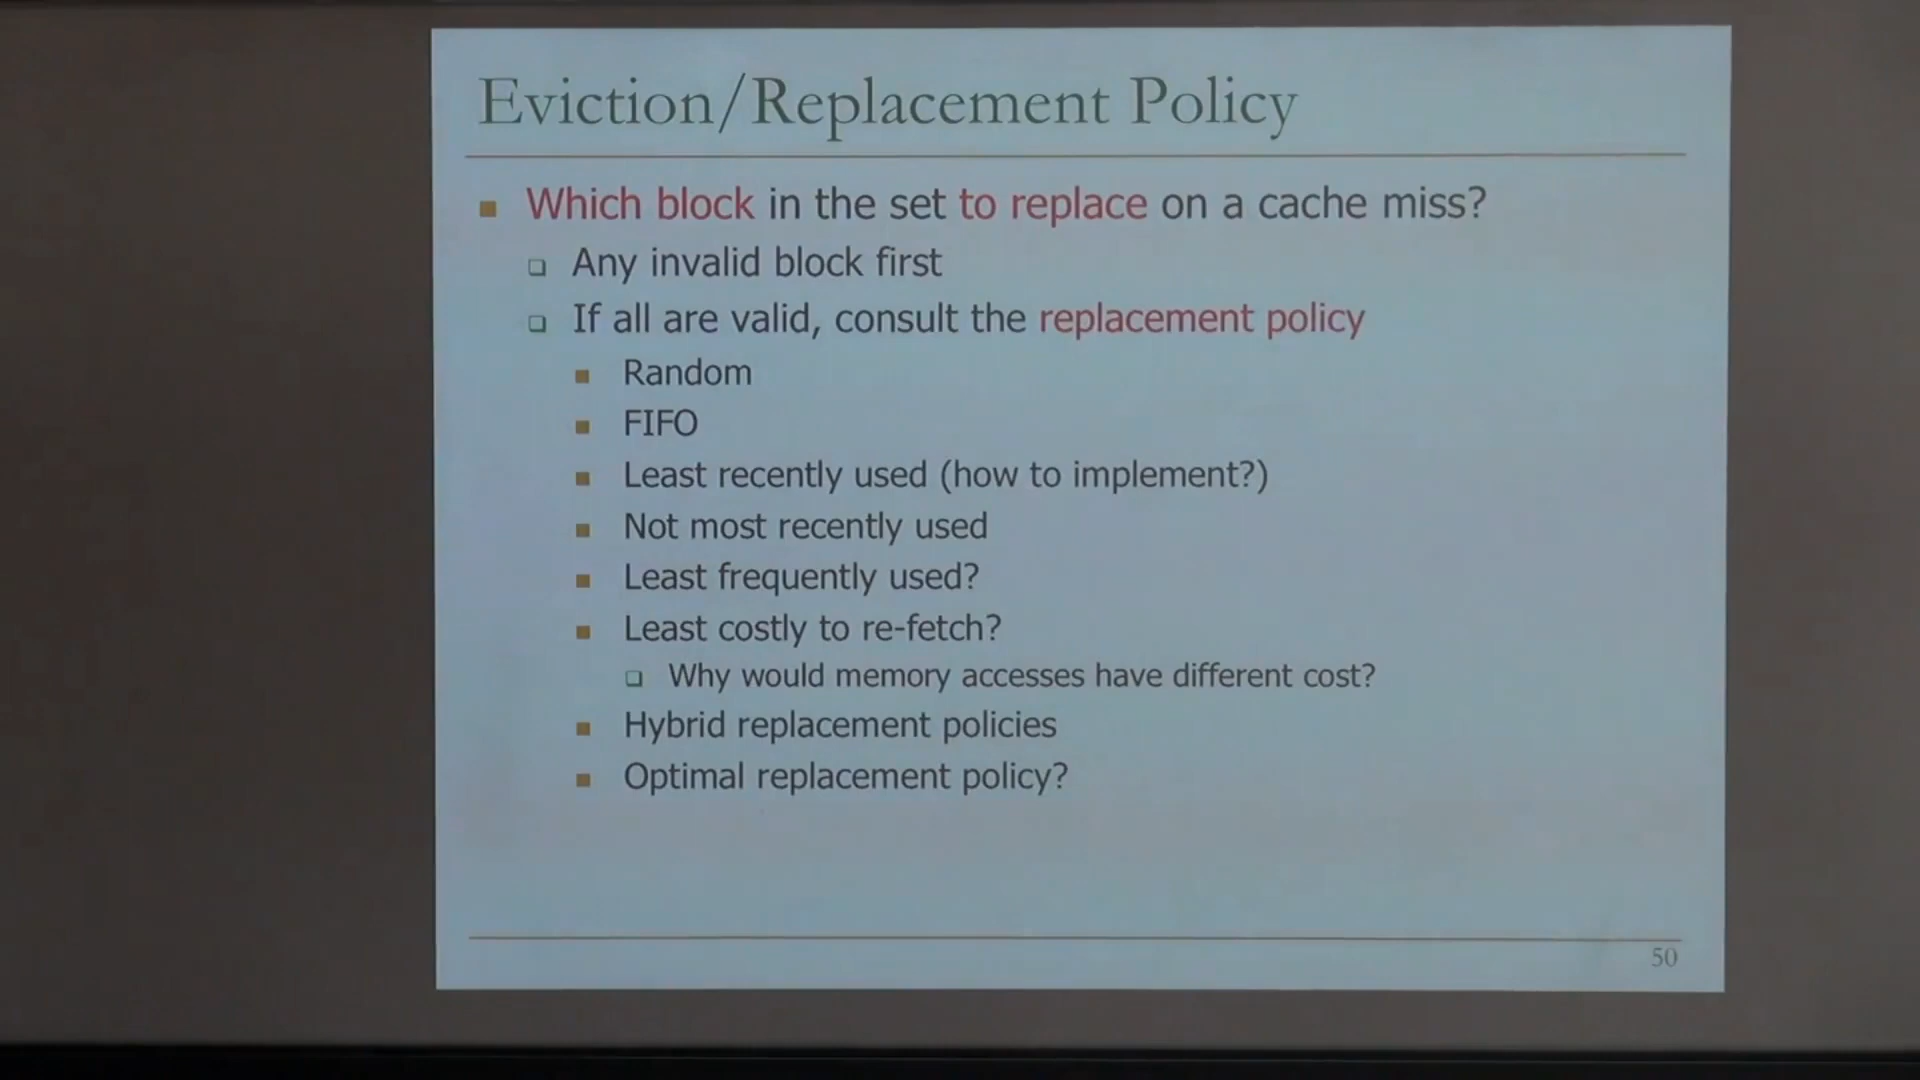 Eviction/Replacement Policy
Which block in the set to replace on a cache miss?
Any invalid block first
If all are valid, consult the replacement policy
Random
FIFO
Least recently used (how to implement?)
Not most recently used
Least frequently used?
Least costly to re-fetch?
Why would memory accesses have different cost?
Hybrid replacement policies
Optimal replacement policy?
50